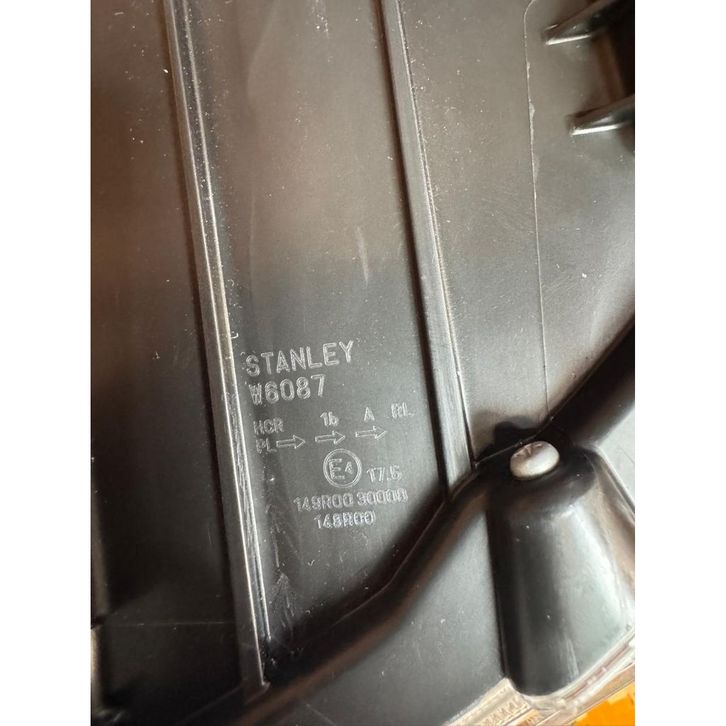 STANLEY
W6087
HCR 1b A RL
PL → → →
E4 17.5
149R00 30000
148R00